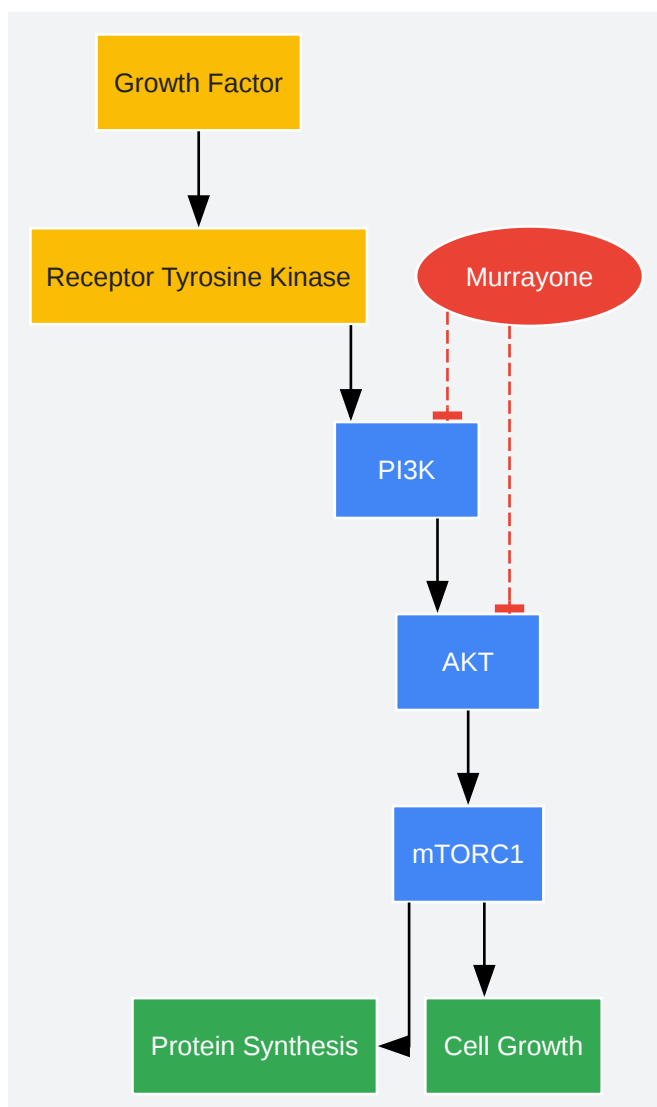 Growth Factor
Receptor Tyrosine Kinase
Murrayone
PI3K
AKT
mTORC1
Protein Synthesis
Cell Growth